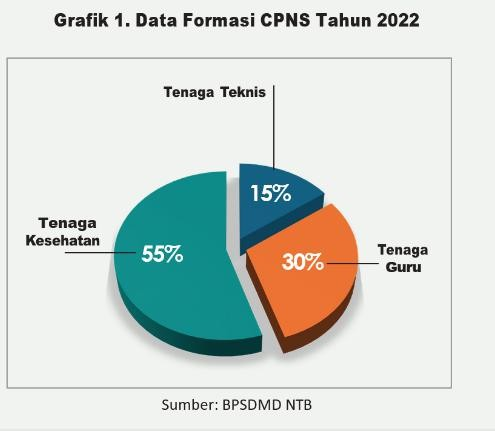 Grafik 1. Data Formasi CPNS Tahun 2022
Tenaga Teknis
15%
Tenaga
Kesehatan
55%
30%
Tenaga
Guru
Sumber: BPSDMD NTB